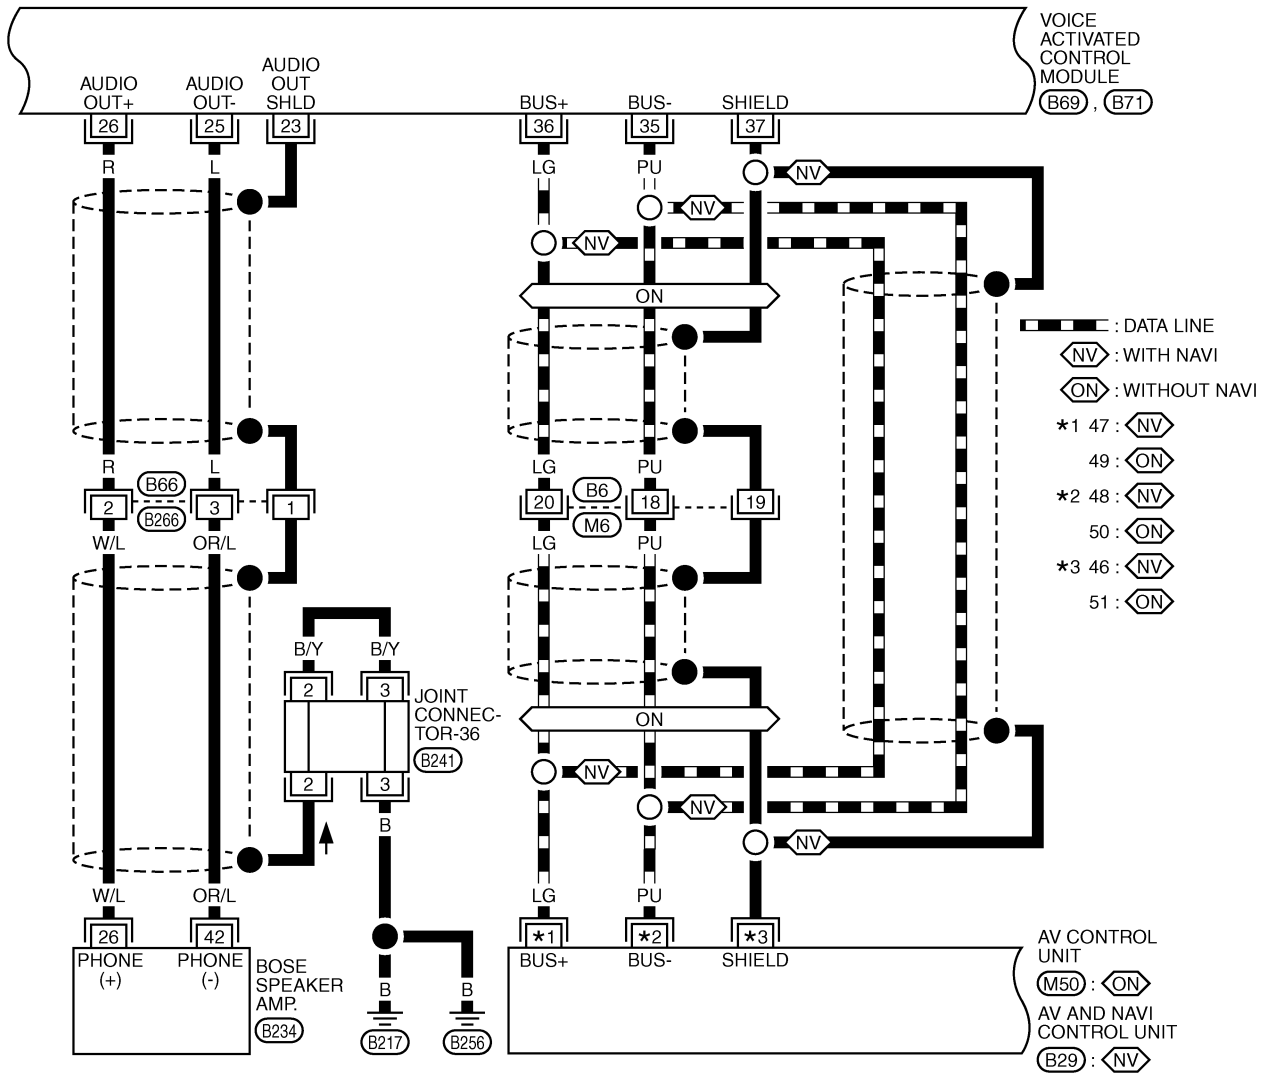 VOICE
ACTIVATED
CONTROL
MODULE
B69 , B71
AUDIO
OUT+
AUDIO
OUT-
AUDIO
OUT
SHLD
BUS+
BUS-
SHIELD
26
25
23
36
35
37
R
L
LG
PU
NV
NV
NV
ON
: DATA LINE
NV : WITH NAVI
ON : WITHOUT NAVI
*1 47 : NV
49 : ON
*2 48 : NV
50 : ON
*3 46 : NV
51 : ON
R
L
LG
PU
2
B66
B266
3
1
20
B6
M6
18
19
W/L
OR/L
LG
PU
B/Y
B/Y
2
3
JOINT
CONNEC-
TOR-36
B241
ON
2
3
NV
NV
NV
B
W/L
OR/L
LG
PU
26
42
*1
*2
*3
PHONE
(+)
PHONE
(-)
BOSE
SPEAKER
AMP.
B234
B
B
B217
B256
BUS+
BUS-
SHIELD
AV CONTROL
UNIT
M50 : ON
AV AND NAVI
CONTROL UNIT
B29 : NV